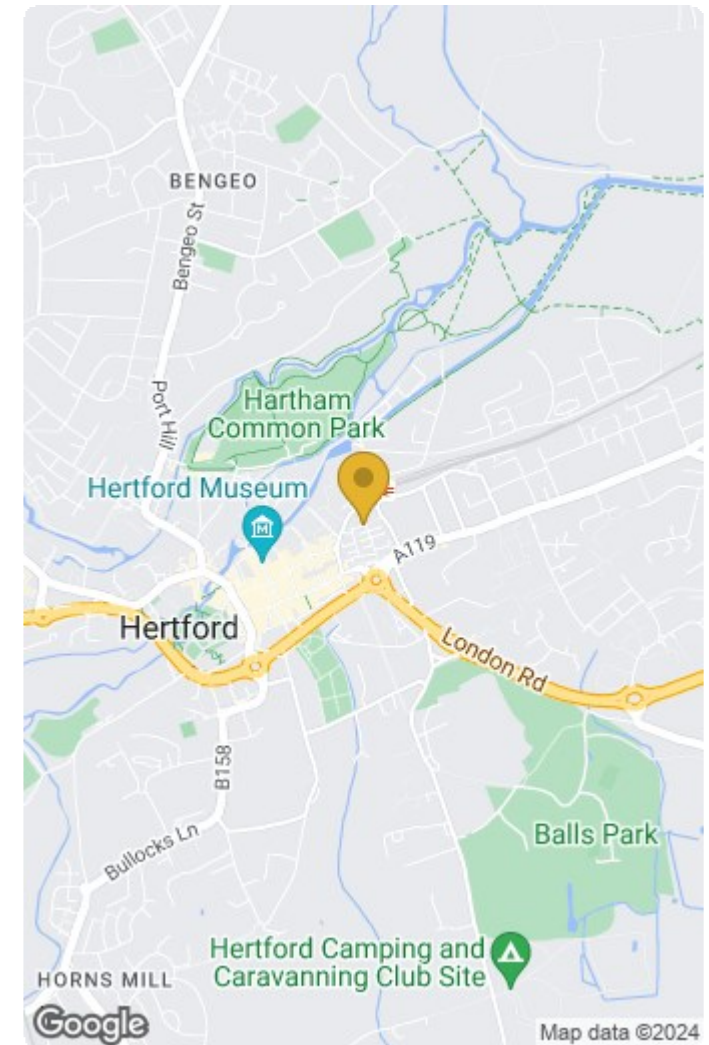 BENGEO
Bengeo St
Port Hill
Hartham
Common Park
Hertford Museum
M
A119
Hertford
London Rd
B158
Bullocks Ln
Balls Park
Hertford Camping and
Caravanning Club Site
HORNS MILL
Google
Map data ©2024